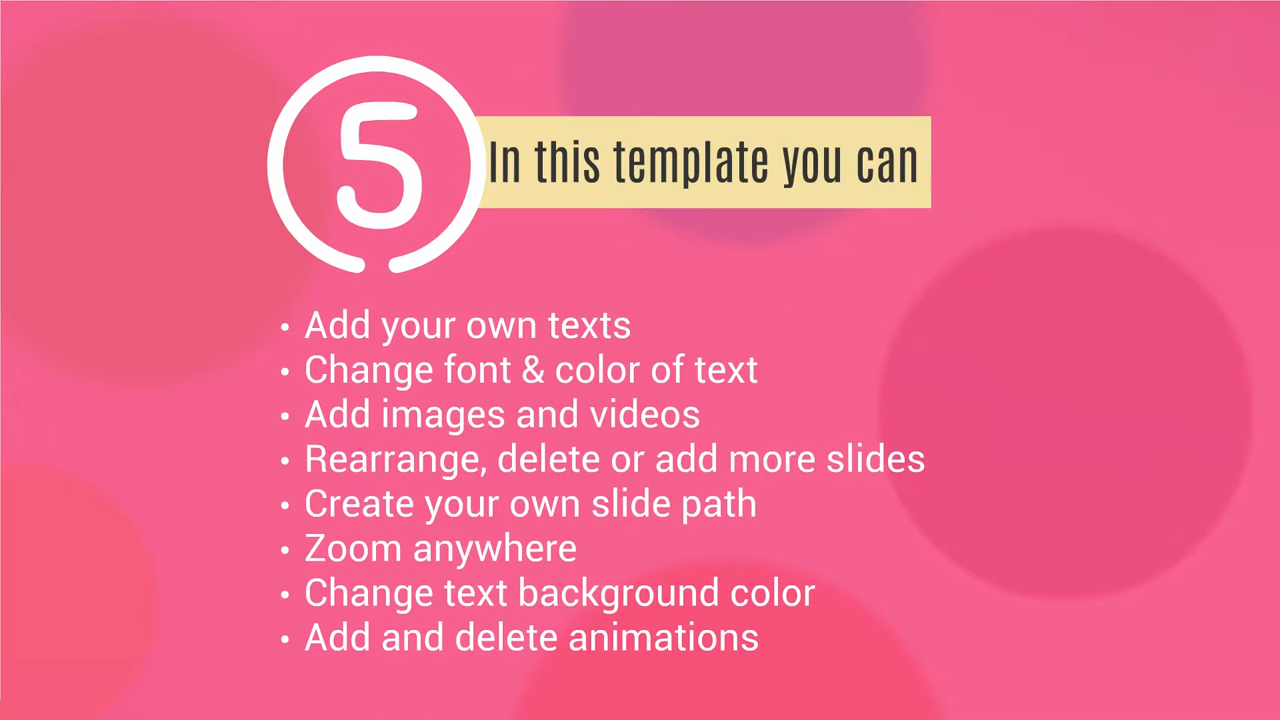 5
In this template you can
• Add your own texts
• Change font & color of text
• Add images and videos
• Rearrange, delete or add more slides
• Create your own slide path
• Zoom anywhere
• Change text background color
• Add and delete animations